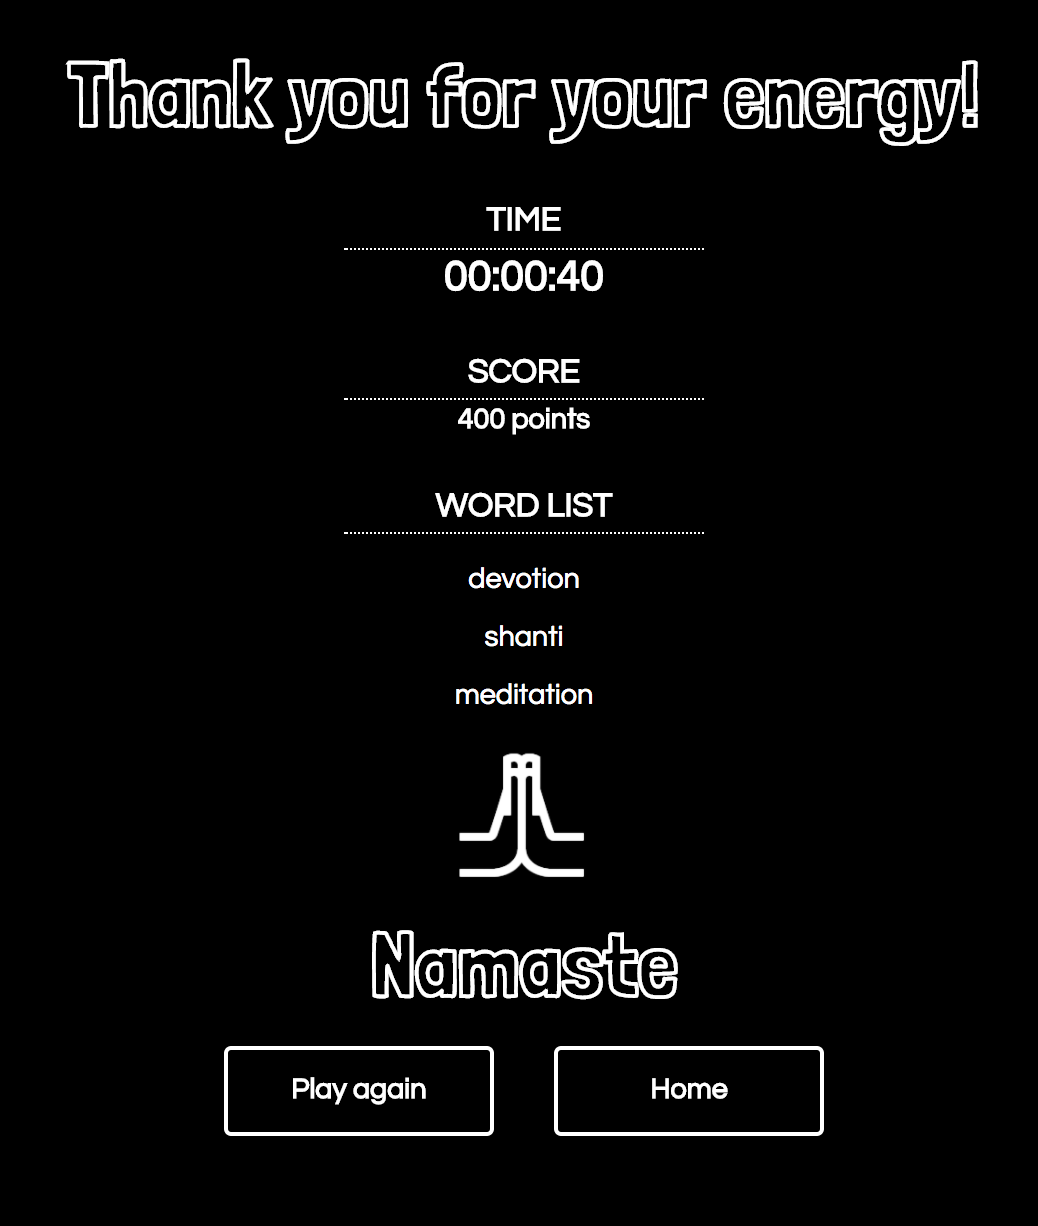 Thank you for your energy!
TIME
00:00:40
SCORE
400 points
WORD LIST
devotion
shanti
meditation
Namaste
Play again
Home